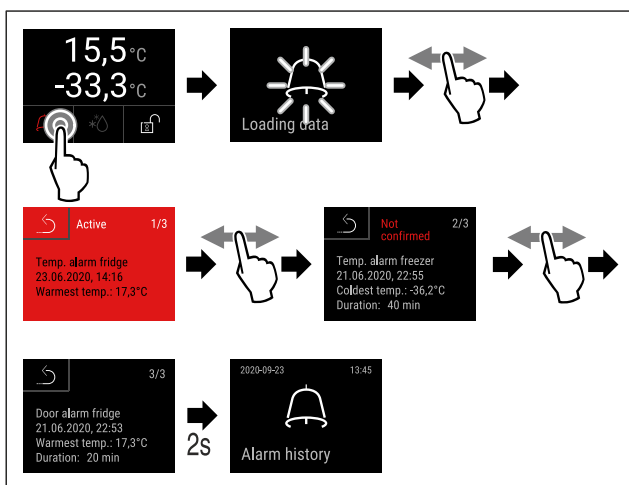 15,5°C
-33,3°C
Loading data
Active 1/3
Temp. alarm fridge
23.06.2020, 14:16
Warmest temp.: 17,3°C
Not
confirmed
2/3
Temp. alarm freezer
21.06.2020, 22:55
Coldest temp.: -36,2°C
Duration: 40 min
3/3
Door alarm fridge
21.06.2020, 22:53
Warmest temp.: 17,3°C
Duration: 20 min
2s
2020-09-23 13:45
Alarm history